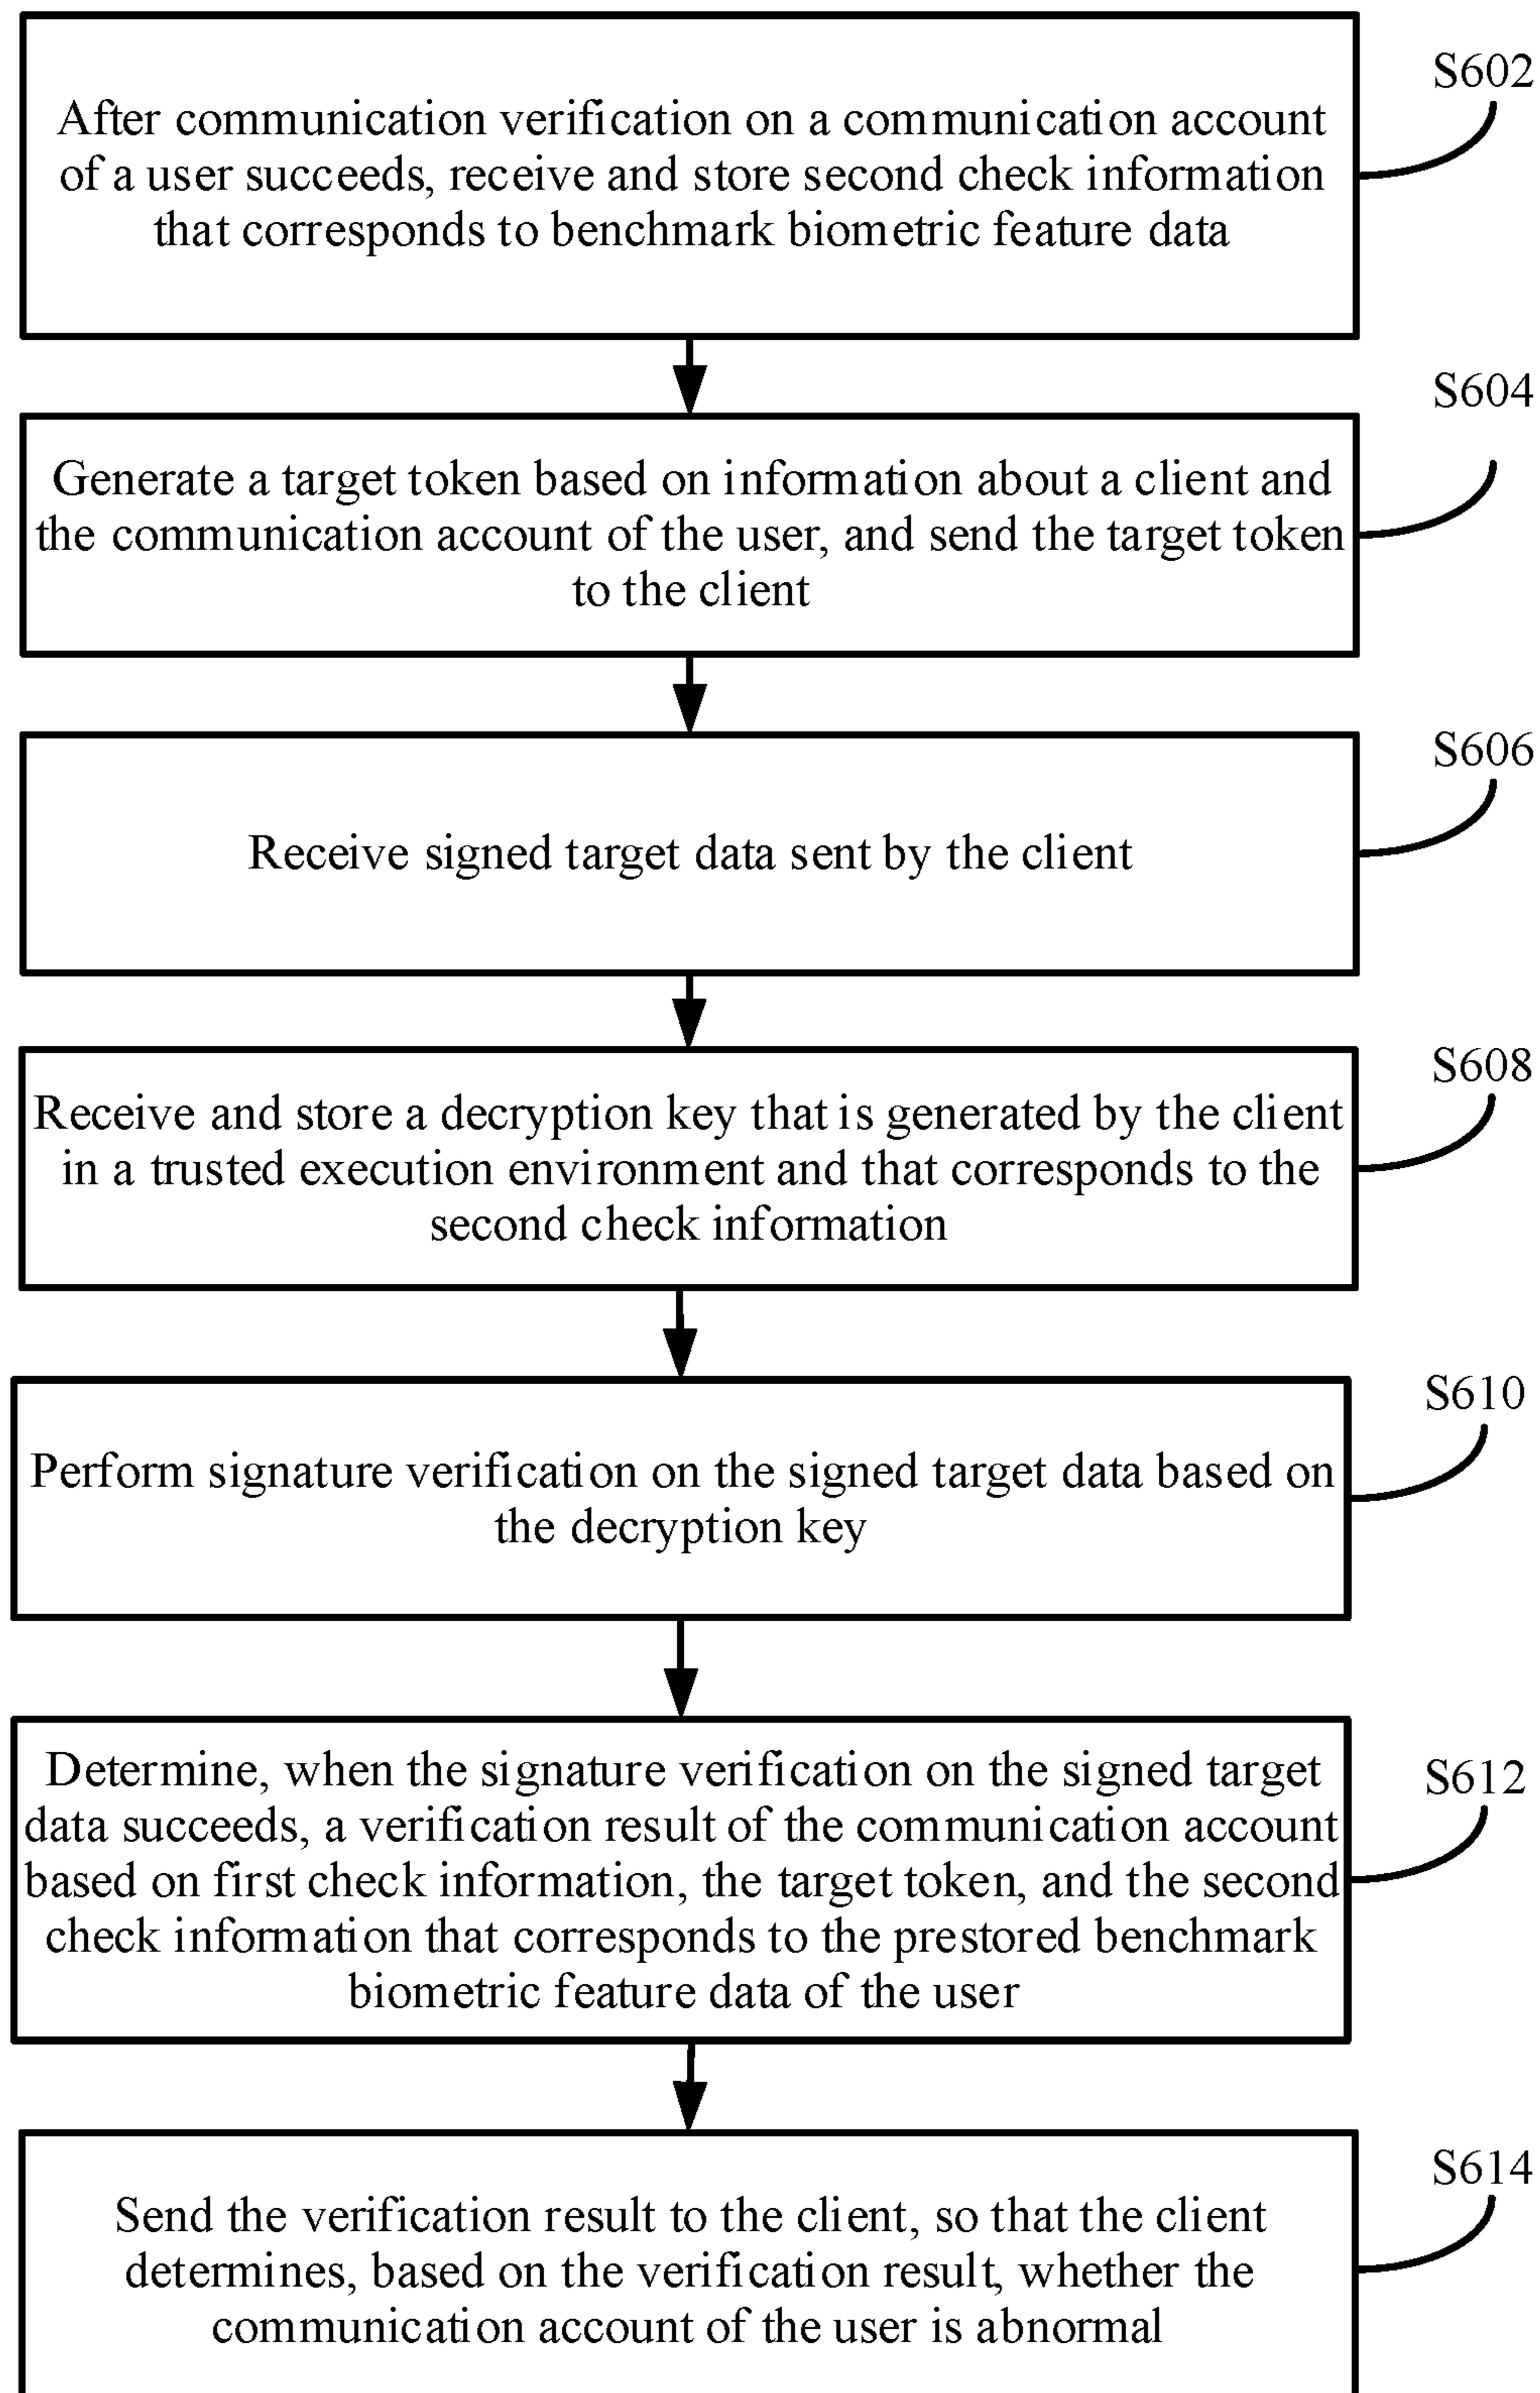 S602
After communication verification on a communication account
of a user succeeds, receive and store second check information
that corresponds to benchmark biometric feature data
S604
Generate a target token based on information about a client and
the communication account of the user, and send the target token
to the client
S606
Receive signed target data sent by the client
S608
Receive and store a decryption key that is generated by the client
in a trusted execution environment and that corresponds to the
second check information
S610
Perform signature verification on the signed target data based on
the decryption key
S612
Determine, when the signature verification on the signed target
data succeeds, a verification result of the communication account
based on first check information, the target token, and the second
check information that corresponds to the prestored benchmark
biometric feature data of the user
S614
Send the verification result to the client, so that the client
determines, based on the verification result, whether the
communication account of the user is abnormal